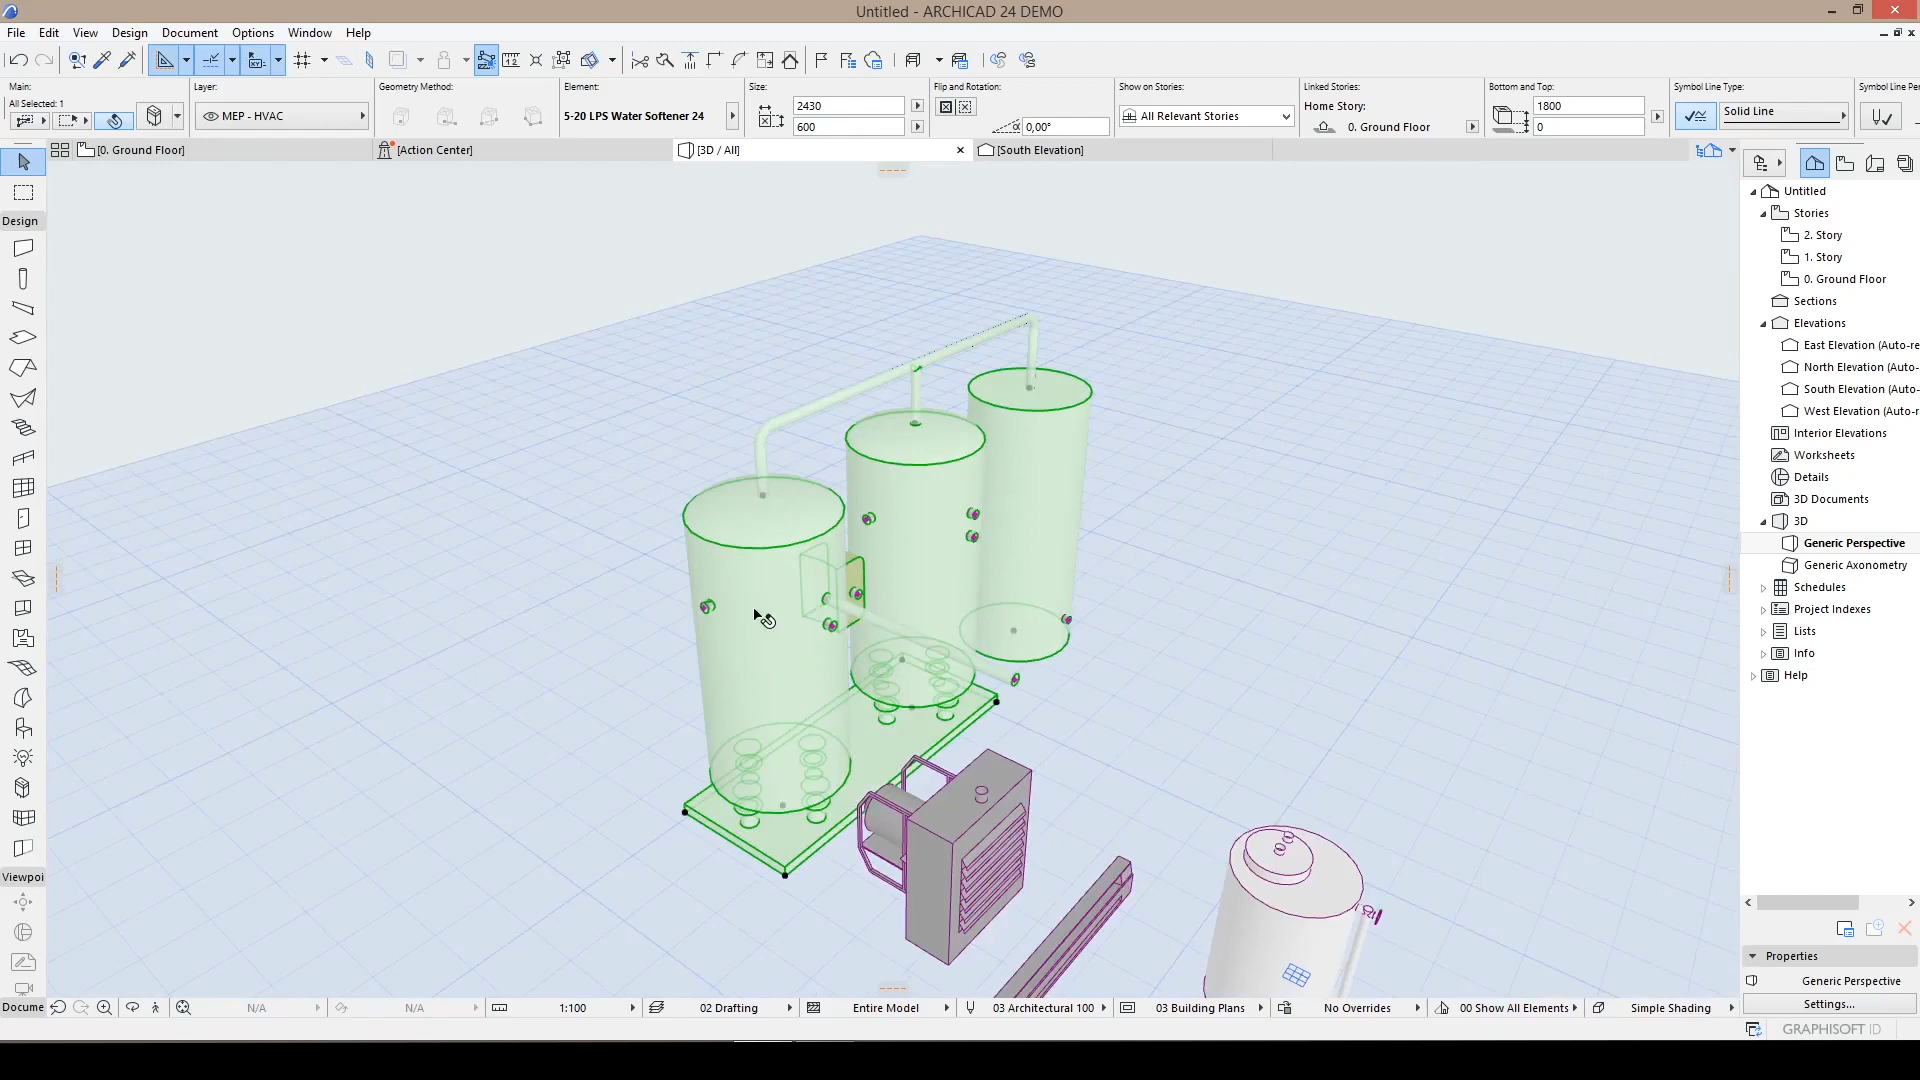 Untitled - ARCHICAD 24 DEMO
File Edit View Design Document Options Window Help
Main: Layer: Geometry Method: Element: Size: Flip and Rotation: Show on Stories: Linked Stories: Bottom and Top: Symbol Line Type: Symbol Line Per
All Selected: 1
MEP - HVAC
5-20 LPS Water Softener 24
2430
600
0,00°
All Relevant Stories
Home Story:
0. Ground Floor
1800
0
Solid Line
[0. Ground Floor] [Action Center] [3D / All] [South Elevation]
Design
Viewpoi
Docume
Untitled
Stories
2. Story
1. Story
0. Ground Floor
Sections
Elevations
East Elevation (Auto-re
North Elevation (Auto-
South Elevation (Auto-
West Elevation (Auto-r
Interior Elevations
Worksheets
Details
3D Documents
3D
Generic Perspective
Generic Axonometry
Schedules
Project Indexes
Lists
Info
Help
Properties
Generic Perspective
Settings...
N/A N/A 1:100 02 Drafting Entire Model 03 Architectural 100 03 Building Plans No Overrides 00 Show All Elements Simple Shading
GRAPHISOFT ID